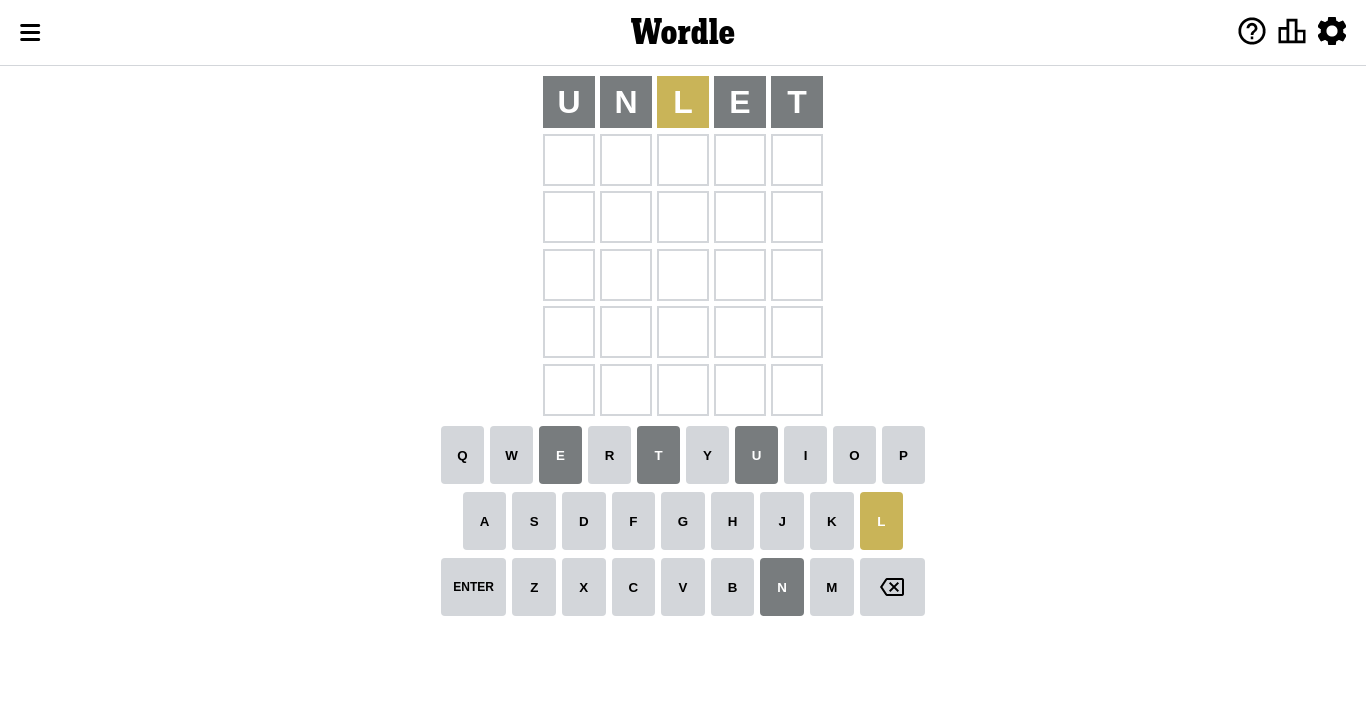 Wordle
U N L E T
Q W E R T Y U I O P
A S D F G H J K L
ENTER Z X C V B N M